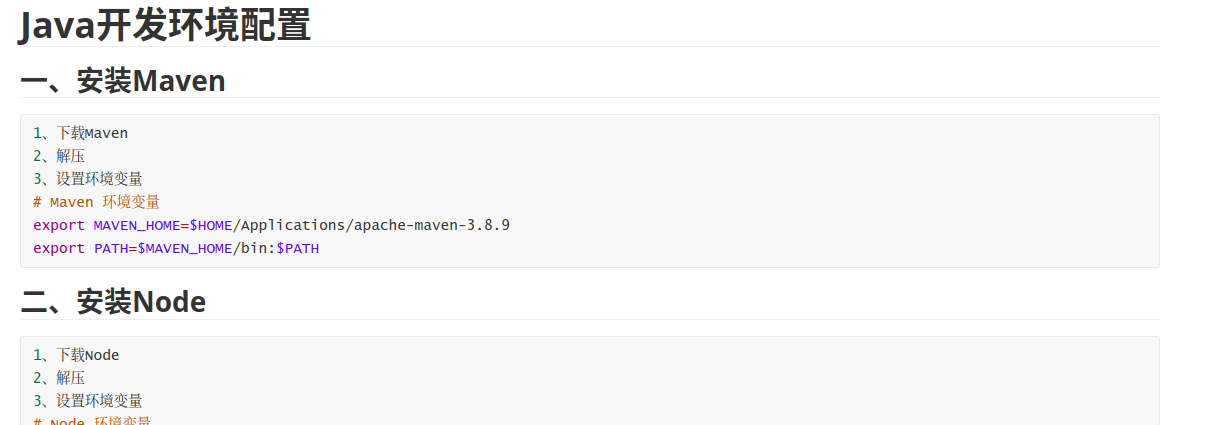 Java开发环境配置
一、安装Maven
1、下载Maven
2、解压
3、设置环境变量
# Maven 环境变量
export MAVEN_HOME=$HOME/Applications/apache-maven-3.8.9
export PATH=$MAVEN_HOME/bin:$PATH
二、安装Node
1、下载Node
2、解压
3、设置环境变量
# Node 环境变量